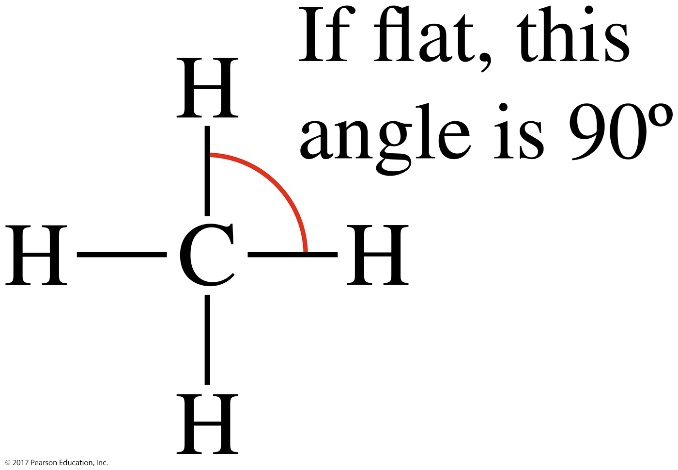 If flat, this
angle is 90º
H
H C H
H
© 2017 Pearson Education, Inc.